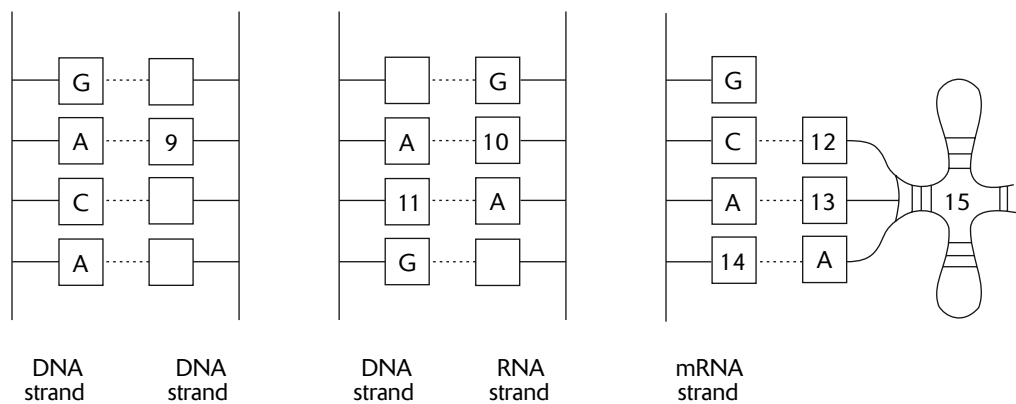 G G G
A 9 A 10 C 12
C 11 A A 13 15
A G 14 A
DNA DNA DNA RNA mRNA
strand strand strand strand strand